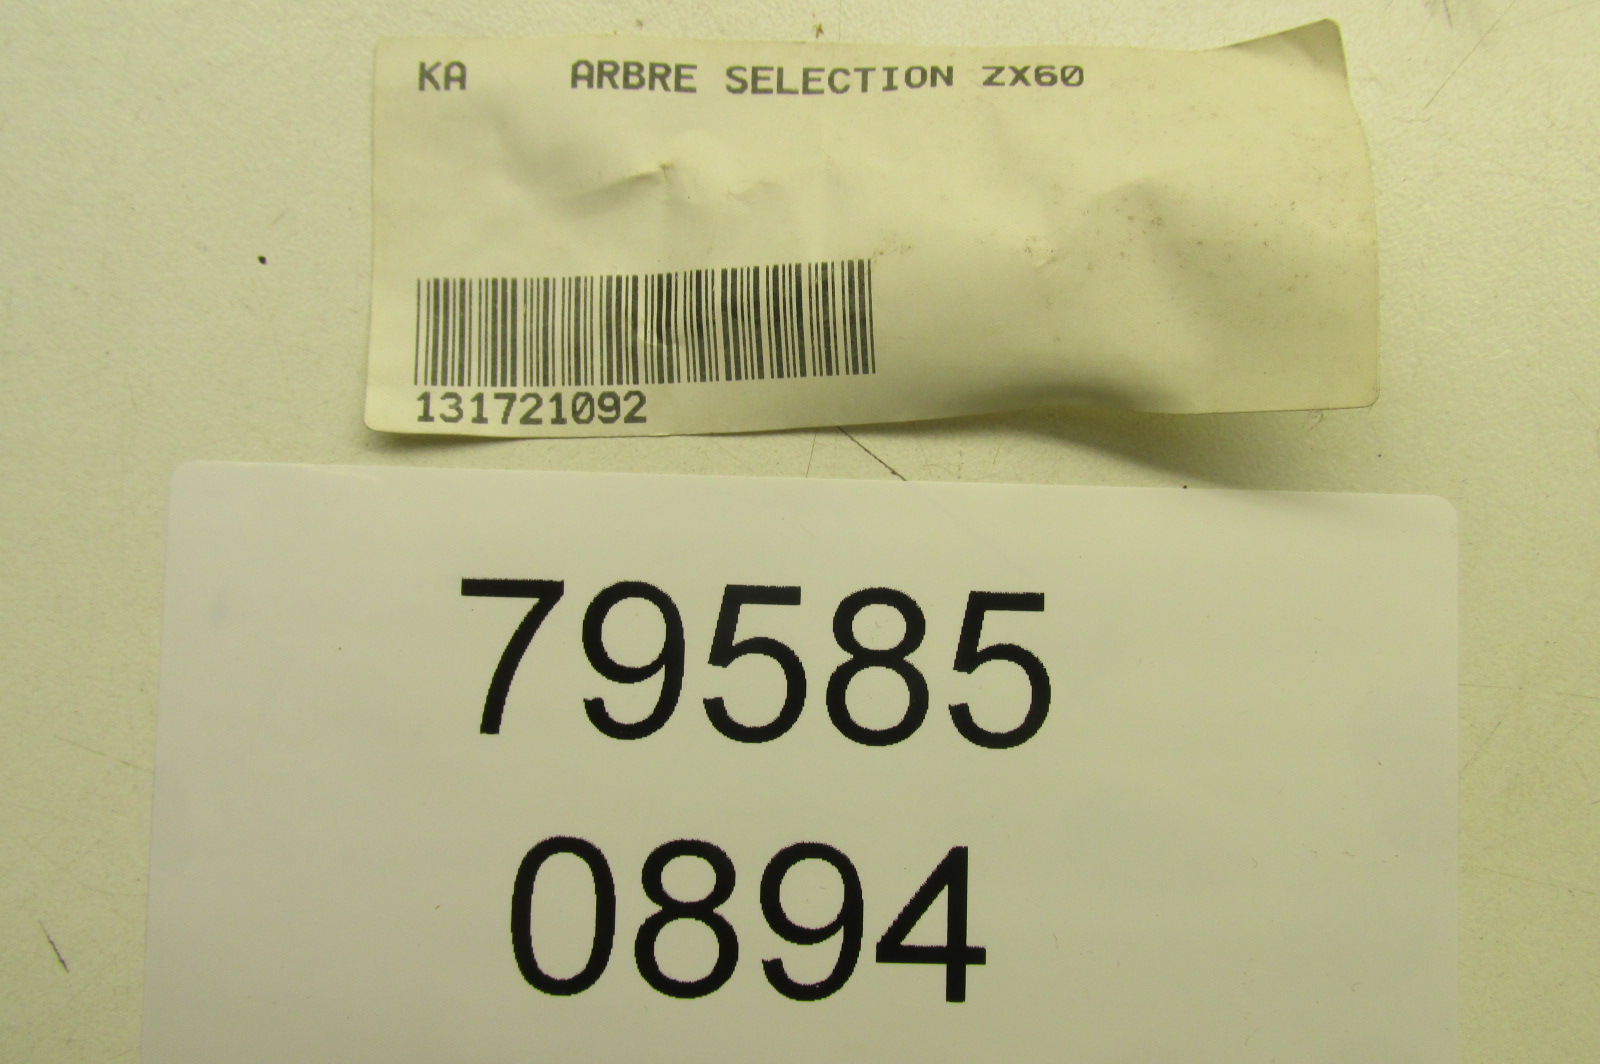 KA ARBRE SELECTION ZX60
131721092
79585
0894